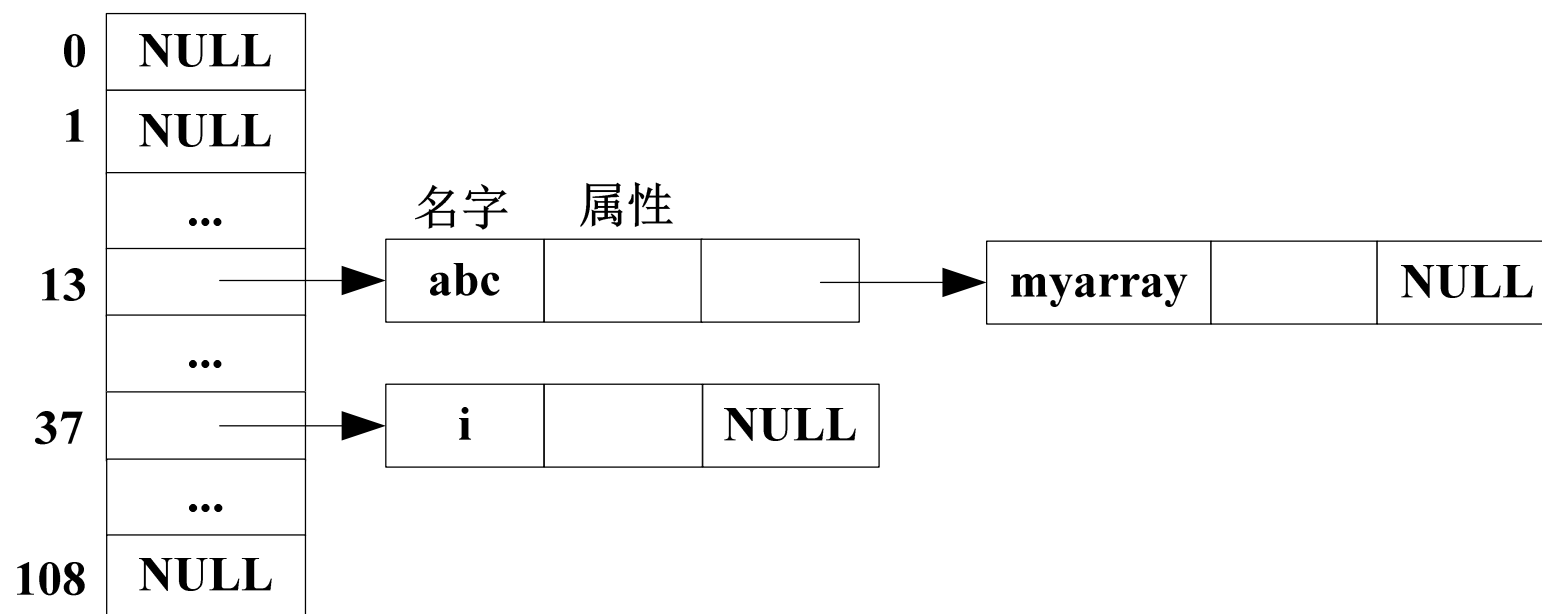 0 NULL
1 NULL
...
名字 属性
13 abc myarray NULL
...
37 i NULL
...
108 NULL